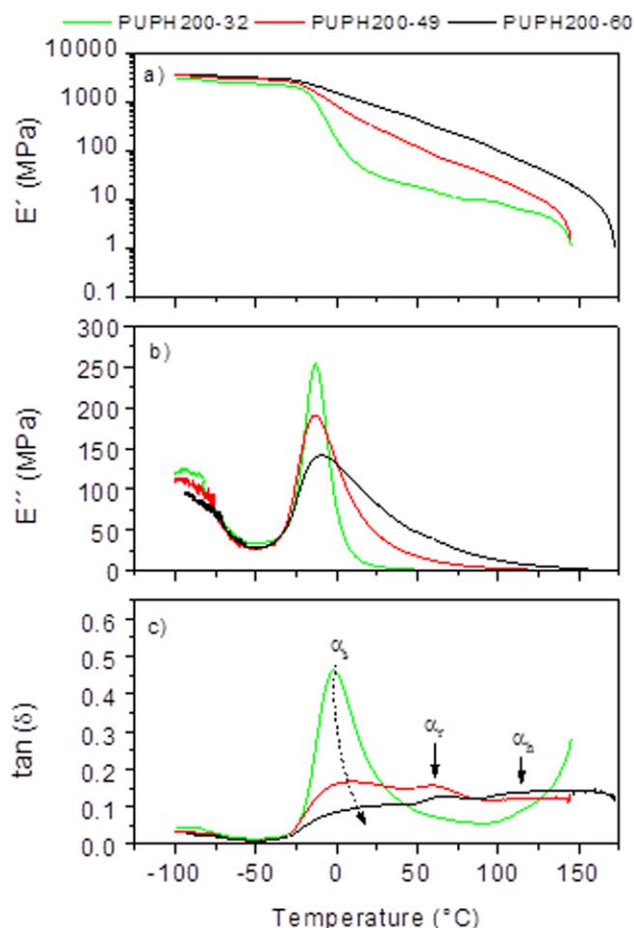 PUPH200-32 PUPH200-49 PUPH200-60
a)
10000
1000
100
10
1
0.1
E´ (MPa)
b)
300
250
200
150
100
50
0
E´´ (MPa)
c)
0.6
0.5
0.4
0.3
0.2
0.1
0.0
tan (δ)
αs
αr
αh
-100 -50 0 50 100 150
Temperature (°C)